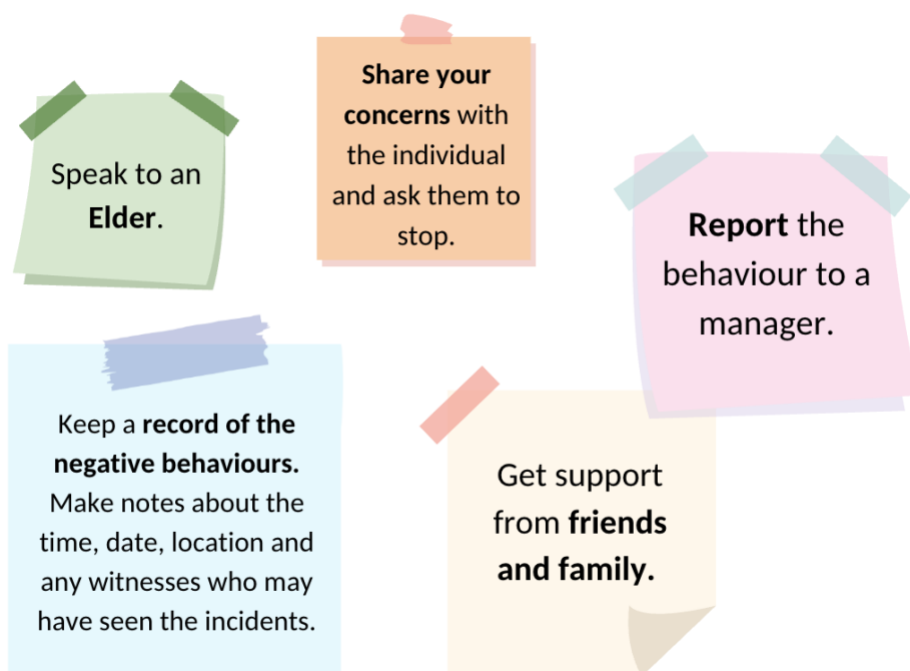 Speak to an
Elder.
Share your
concerns with
the individual
and ask them to
stop.
Report the
behaviour to a
manager.
Keep a record of the
negative behaviours.
Make notes about the
time, date, location and
any witnesses who may
have seen the incidents.
Get support
from friends
and family.